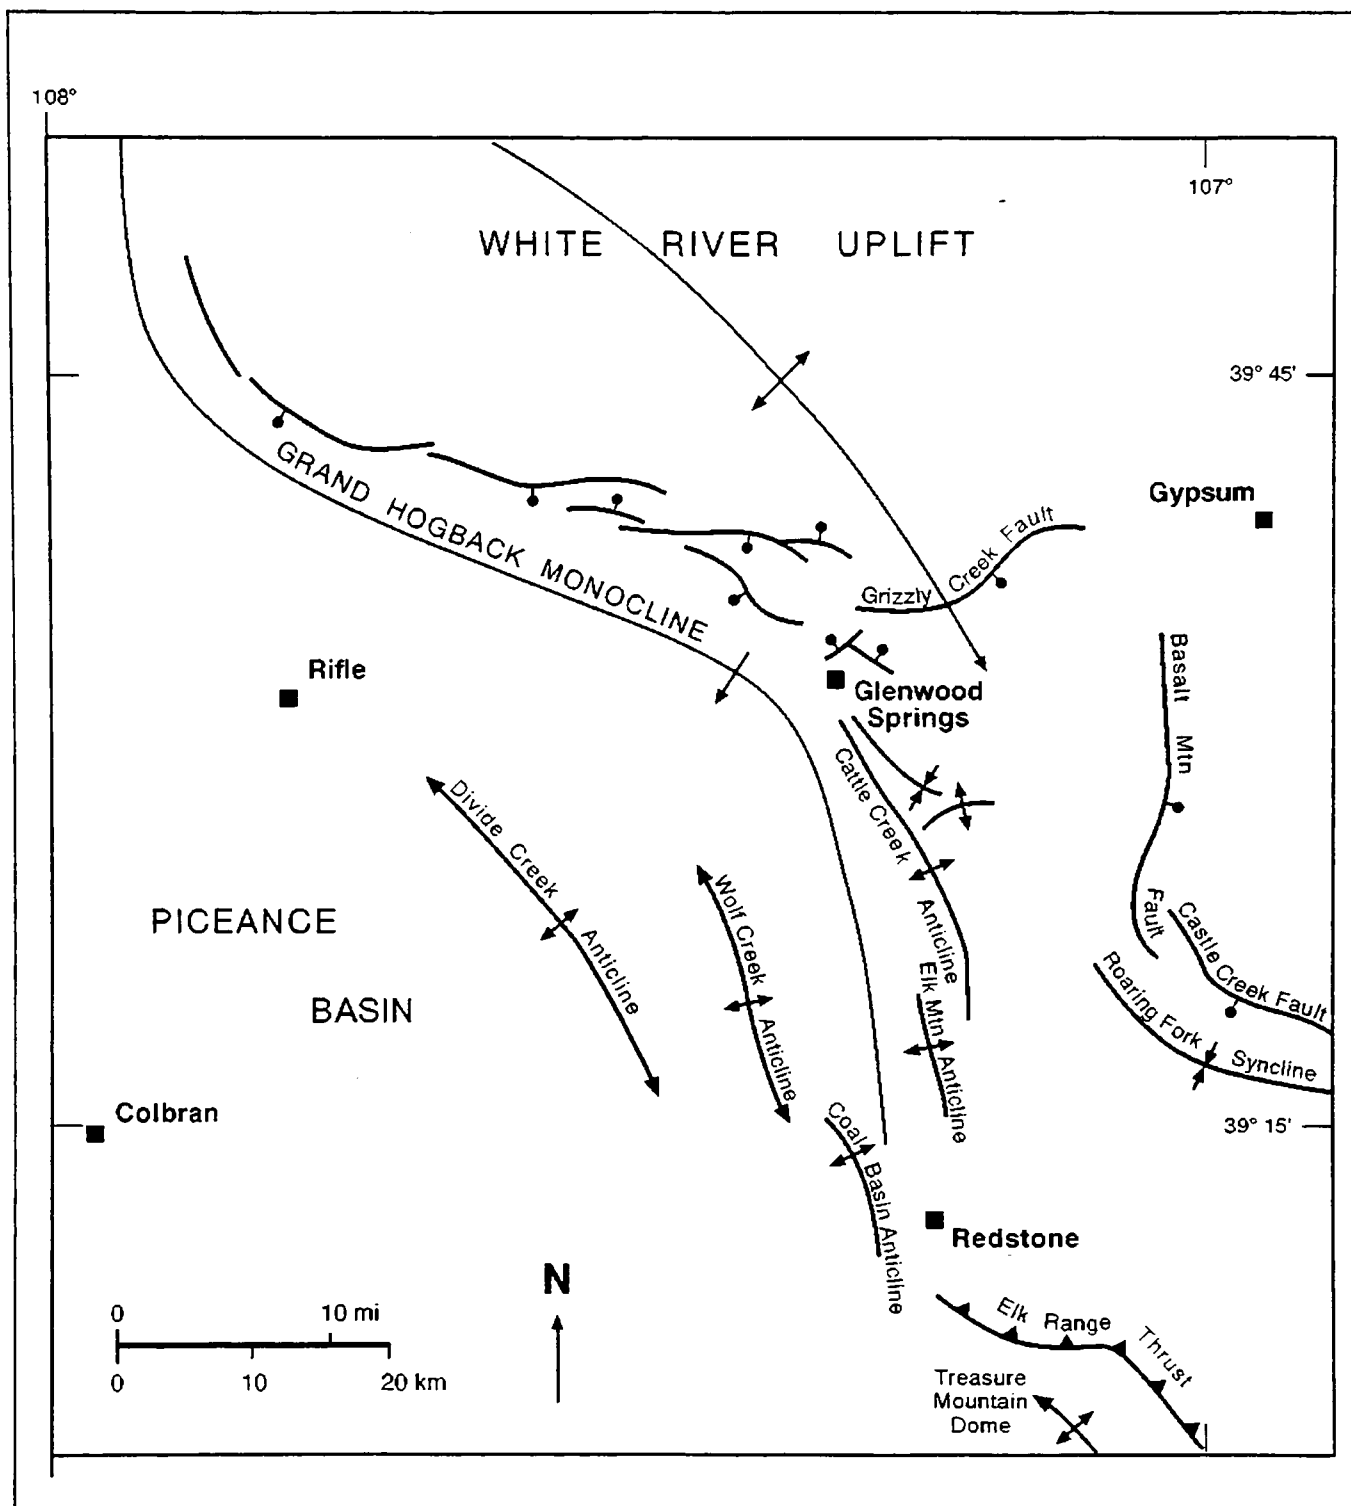 108°
107°
WHITE RIVER UPLIFT
39° 45'
GRAND HOGBACK MONOCLINE
Gypsum
Grizzly Creek Fault
Rifle
Glenwood
Springs
Basalt Mtn Fault
Cattle Creek Anticline
Divide Creek Anticline
Wolf Creek Anticline
PICEANCE
BASIN
Elk Mtn Anticline
Castle Creek Fault
Roaring Fork Syncline
Colbran
39° 15'
Coal Basin Anticline
Redstone
N
0 10 mi
0 10 20 km
Elk Range Thrust
Treasure
Mountain
Dome